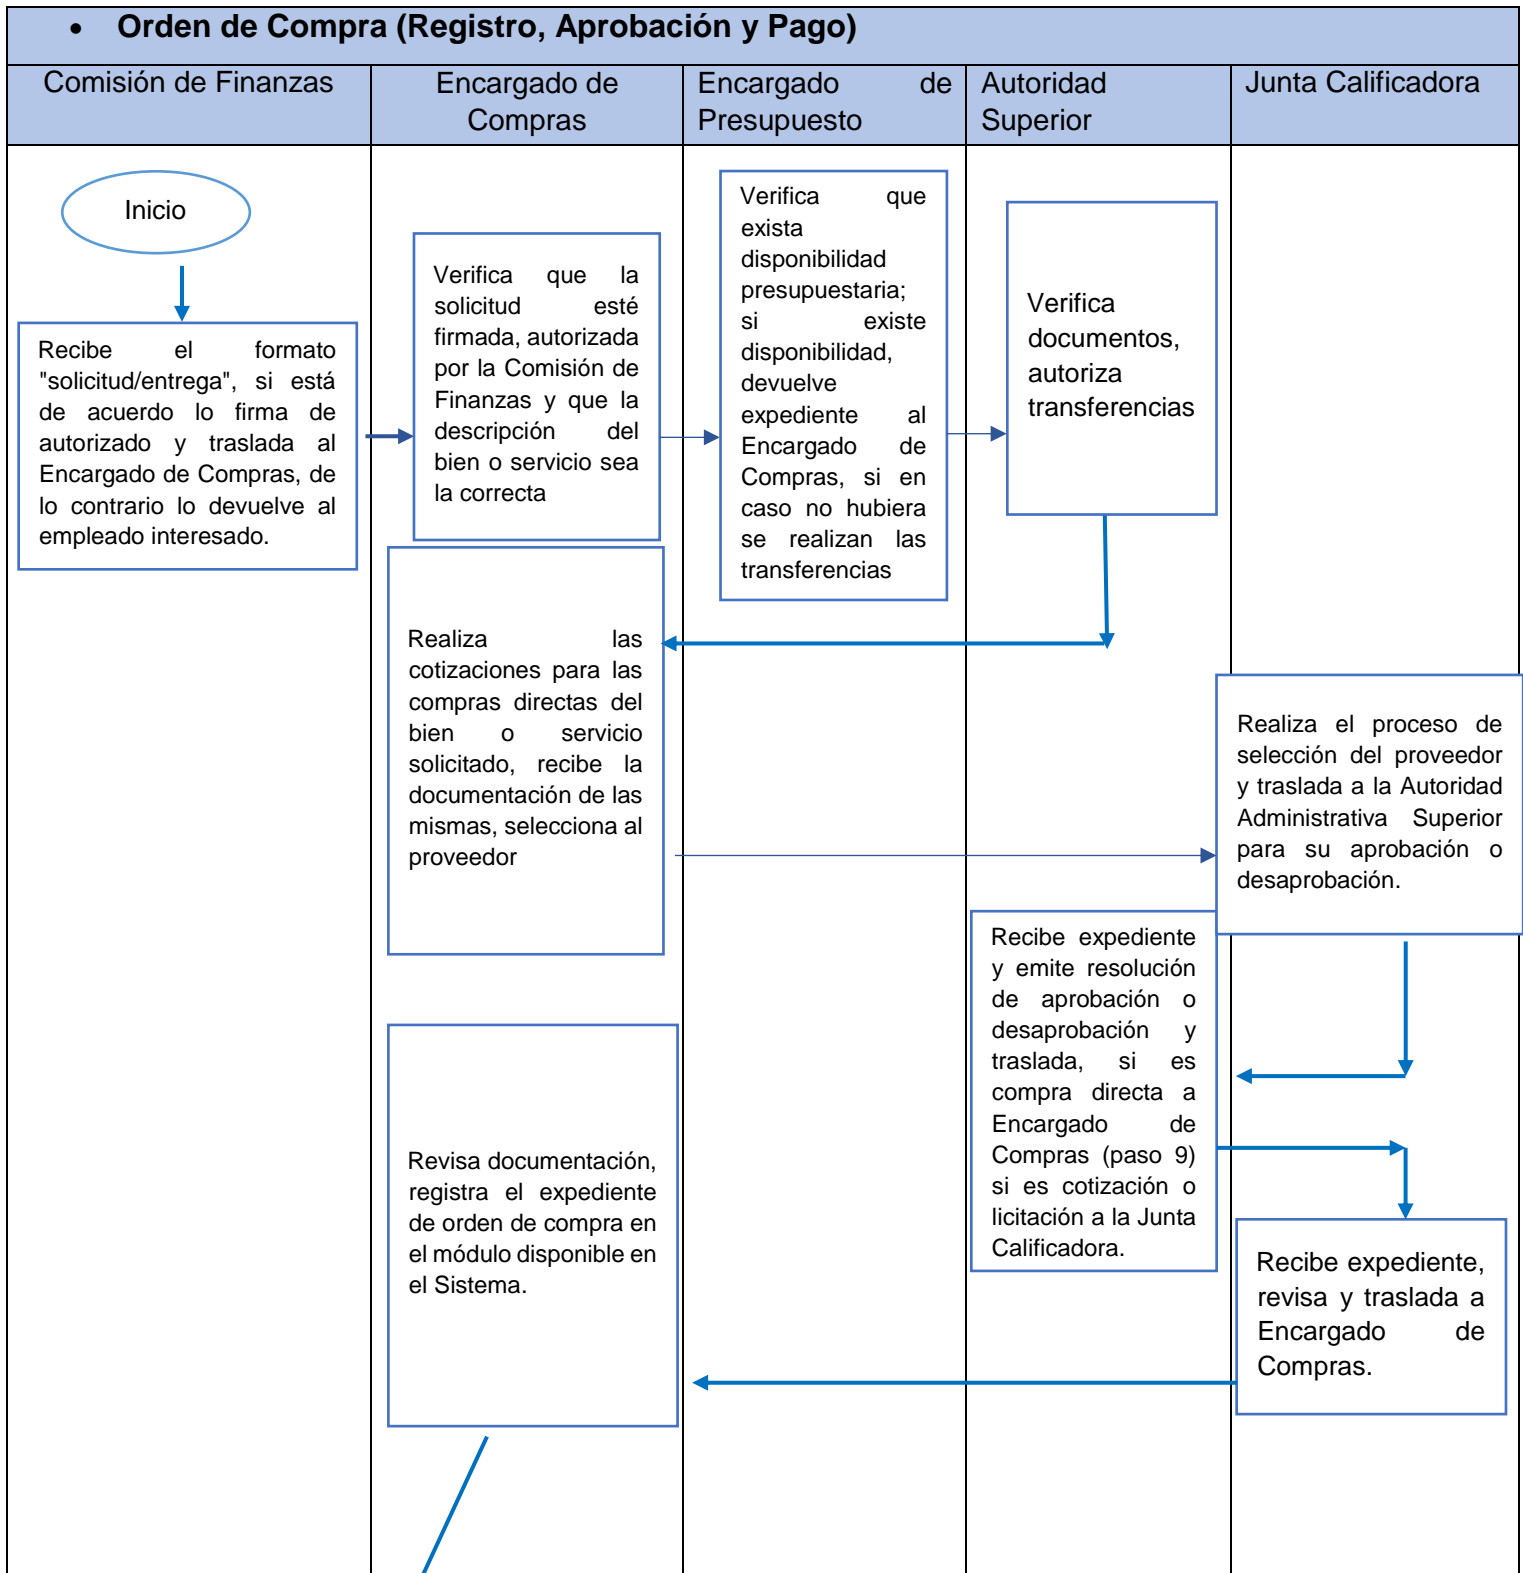 • Orden de Compra (Registro, Aprobación y Pago)
Comisión de Finanzas
Encargado de
Compras
Encargado de
Presupuesto
Autoridad
Superior
Junta Calificadora
Inicio
Recibe el formato
"solicitud/entrega", si está
de acuerdo lo firma de
autorizado y traslada al
Encargado de Compras, de
lo contrario lo devuelve al
empleado interesado.
Verifica que la
solicitud esté
firmada, autorizada
por la Comisión de
Finanzas y que la
descripción del
bien o servicio sea
la correcta
Verifica que
exista
disponibilidad
presupuestaria;
si existe
disponibilidad,
devuelve
expediente al
Encargado de
Compras, si en
caso no hubiera
se realizan las
transferencias
Verifica
documentos,
autoriza
transferencias
Realiza las
cotizaciones para las
compras directas del
bien o servicio
solicitado, recibe la
documentación de las
mismas, selecciona al
proveedor
Realiza el proceso de
selección del proveedor
y traslada a la Autoridad
Administrativa Superior
para su aprobación o
desaprobación.
Recibe expediente
y emite resolución
de aprobación o
desaprobación y
traslada, si es
compra directa a
Encargado de
Compras (paso 9)
si es cotización o
licitación a la Junta
Calificadora.
Recibe expediente,
revisa y traslada a
Encargado de
Compras.
Revisa documentación,
registra el expediente
de orden de compra en
el módulo disponible en
el Sistema.